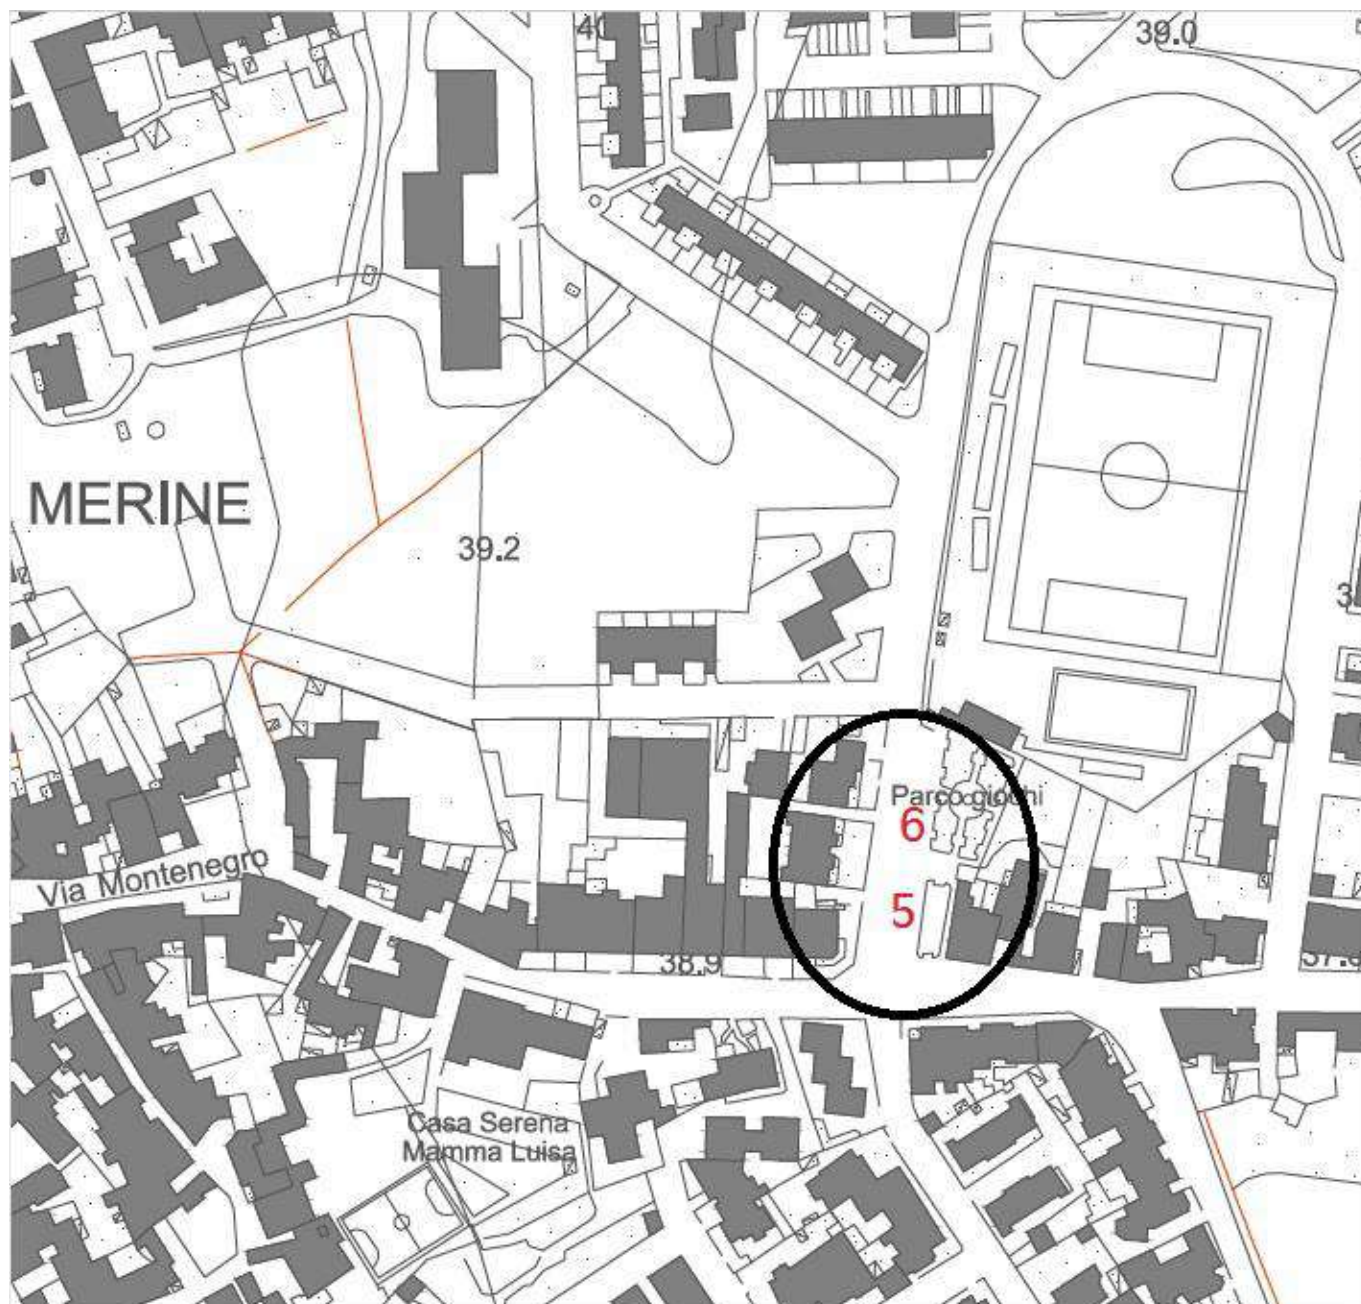 39.0
MERINE
39.2
Parco giochi
6
Via Montenegro
5
38.9
Casa Serena
Mamma Luisa